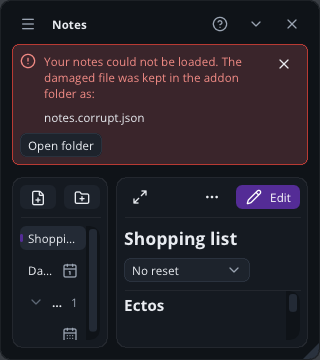 Notes
Your notes could not be loaded. The
damaged file was kept in the addon
folder as:
notes.corrupt.json
Open folder
Edit
Shoppi...
Shopping list
Da...
No reset
... 1
Ectos